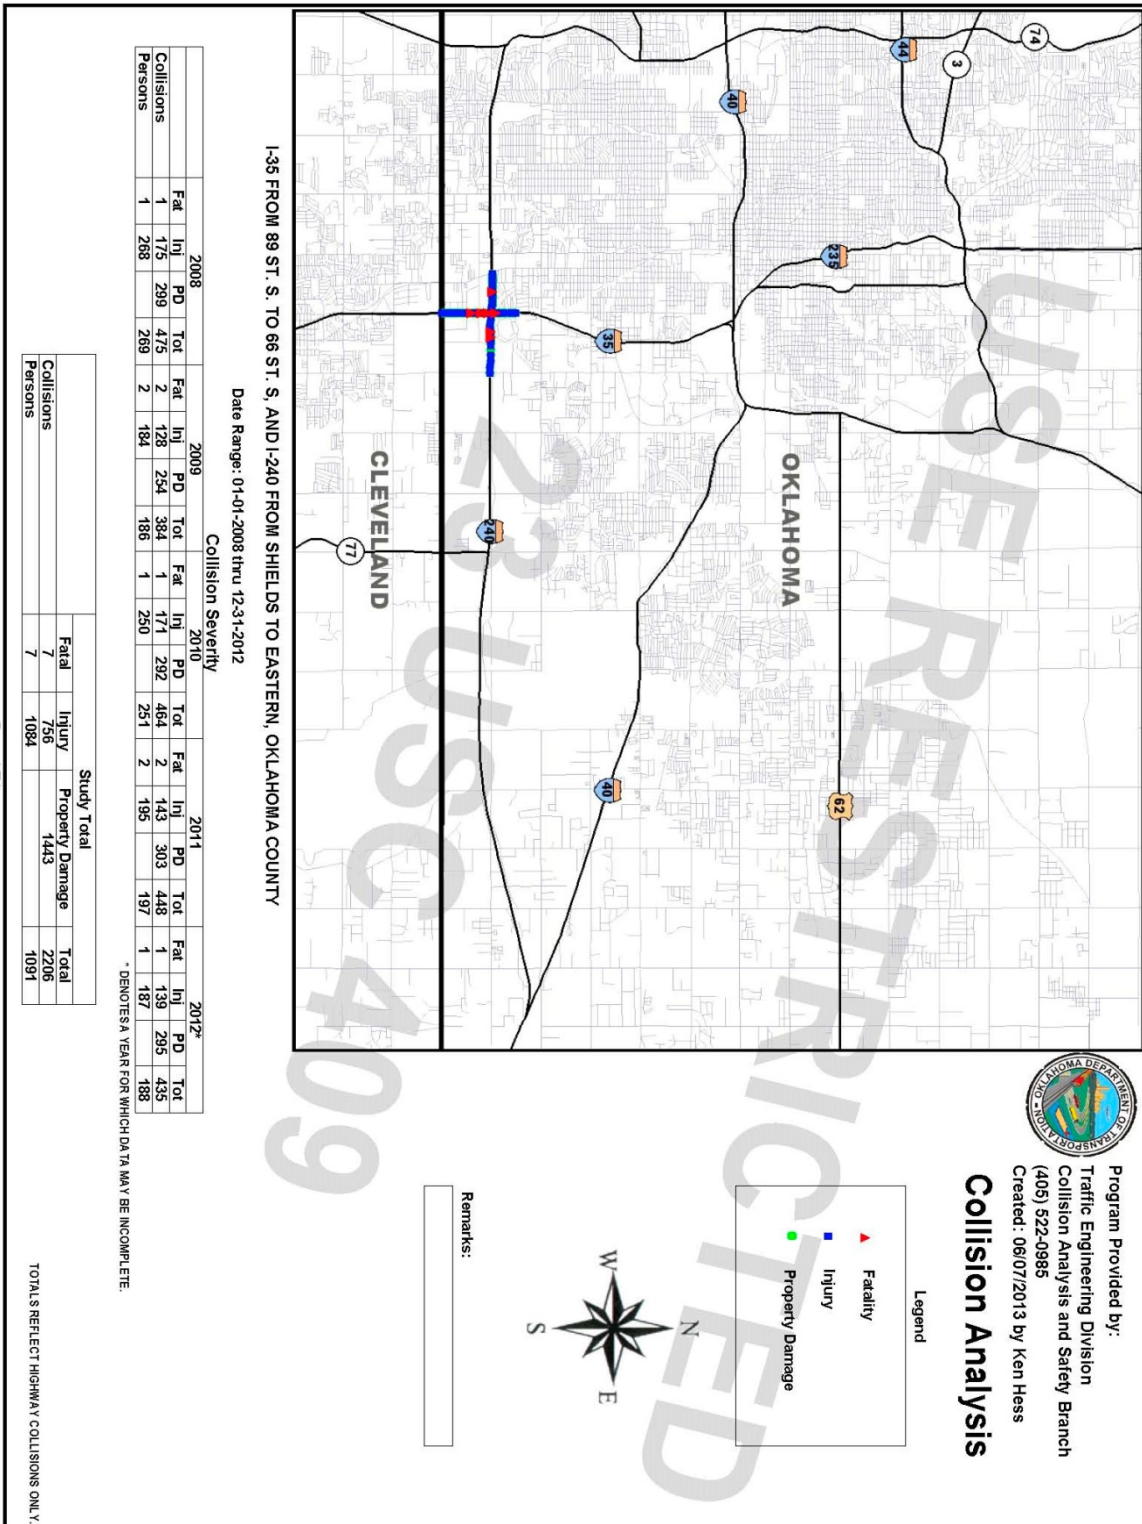 Program Provided by:
Traffic Engineering Division
Collision Analysis and Safety Branch
(405) 522-0985
Created: 06/07/2013 by Ken Hess
Collision Analysis
OKLAHOMA DEPARTMENT OF TRANSPORTATION
Legend
Fatality
Injury
Property Damage
N
W E
S
Remarks:
USE RESTRICTED
23 USC 409
74
3
44
40
235
35
62
40
240
77
OKLAHOMA
CLEVELAND
I-35 FROM 89 ST. S. TO 66 ST. S, AND I-240 FROM SHIELDS TO EASTERN, OKLAHOMA COUNTY
Date Range: 01-01-2008 thru 12-31-2012
Collision Severity
2008 2009 2010 2011 2012*
Fat Inj PD Tot Fat Inj PD Tot Fat Inj PD Tot Fat Inj PD Tot Fat Inj PD Tot
Collisions 1 175 299 475 2 128 254 384 1 171 292 464 2 143 303 448 1 139 295 435
Persons 1 268 269 2 184 186 1 250 251 2 195 197 1 187 188
* DENOTES A YEAR FOR WHICH DATA MAY BE INCOMPLETE.
Study Total
Fatal Injury Property Damage Total
Collisions 7 756 1443 2206
Persons 7 1084 1091
TOTALS REFLECT HIGHWAY COLLISIONS ONLY.